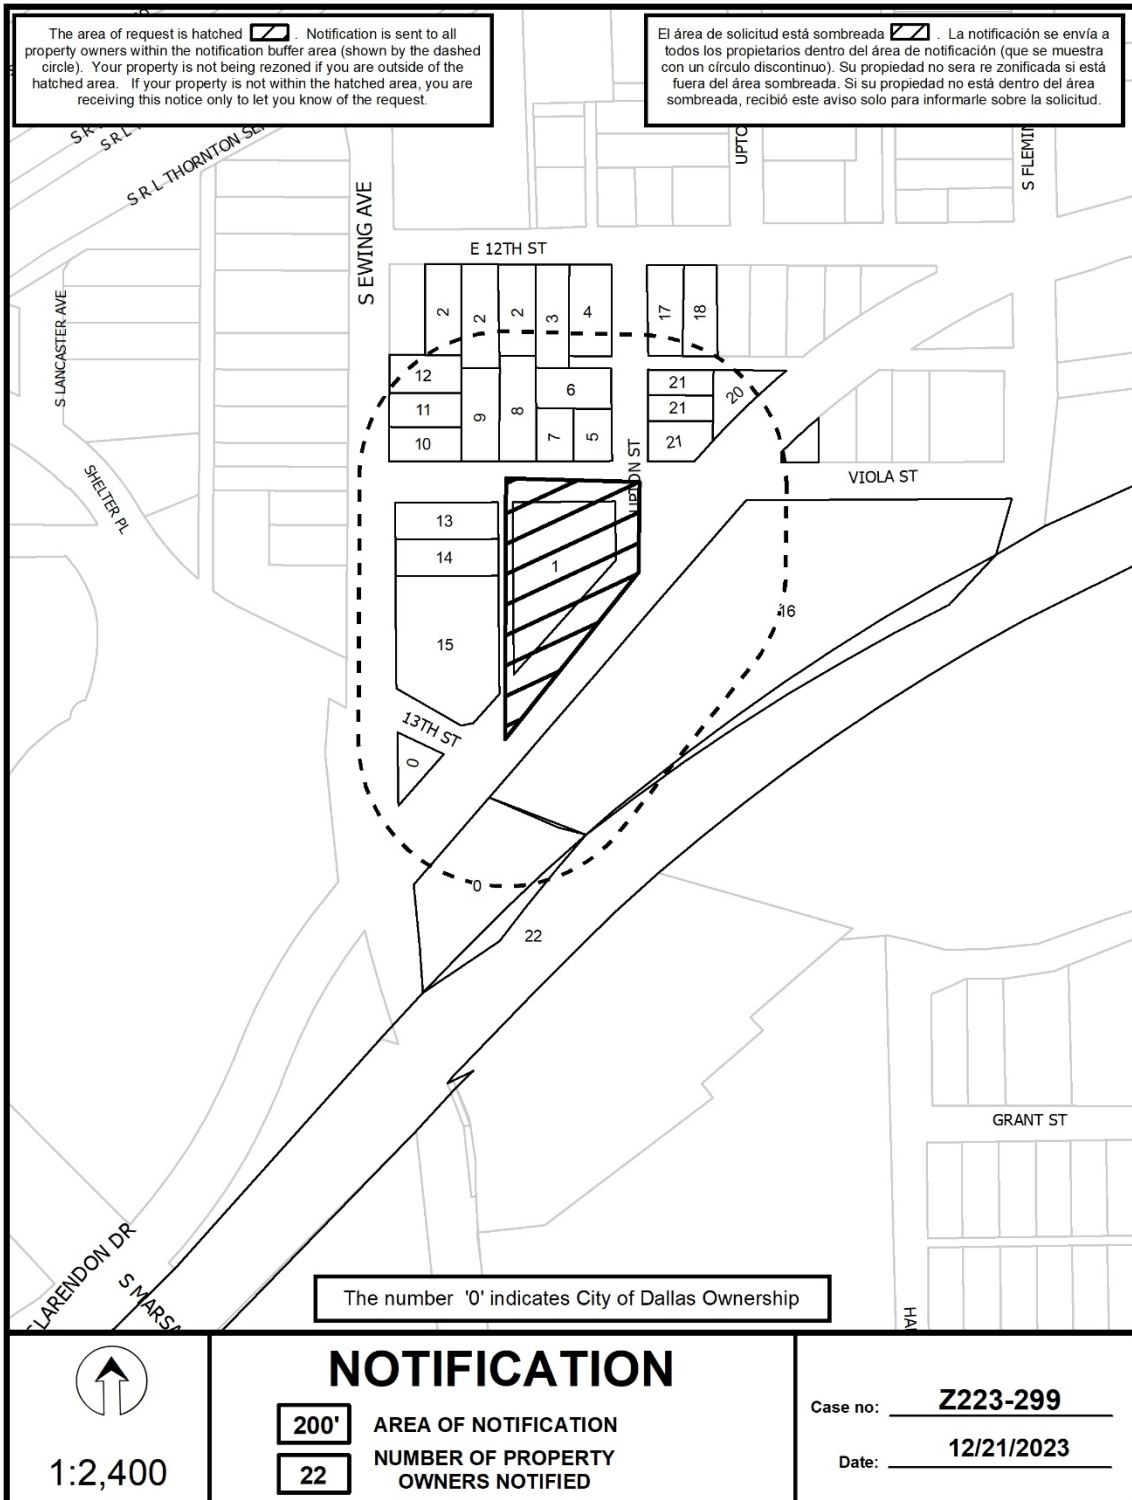 The area of request is hatched . Notification is sent to all
property owners within the notification buffer area (shown by the dashed
circle). Your property is not being rezoned if you are outside of the
hatched area. If your property is not within the hatched area, you are
receiving this notice only to let you know of the request.
El área de solicitud está sombreada . La notificación se envía a
todos los propietarios dentro del área de notificación (que se muestra
con un círculo discontinuo). Su propiedad no sera re zonificada si está
fuera del área sombreada. Si su propiedad no está dentro del área
sombreada, recibió este aviso solo para informarle sobre la solicitud.
S R L
S R L THORNTON SE
UPTO
S FLEMIN
S EWING AVE
E 12TH ST
S LANCASTER AVE
2
2
2
3
4
17
18
12
11
10
9
8
6
7
5
21
21
21
20
UPTON ST
VIOLA ST
SHELTER PL
13
14
1
15
16
13TH ST
0
0
22
GRANT ST
CLARENDON DR
S MARSA
HA
The number '0' indicates City of Dallas Ownership
1:2,400
NOTIFICATION
200' AREA OF NOTIFICATION
22 NUMBER OF PROPERTY
OWNERS NOTIFIED
Case no: Z223-299
Date: 12/21/2023